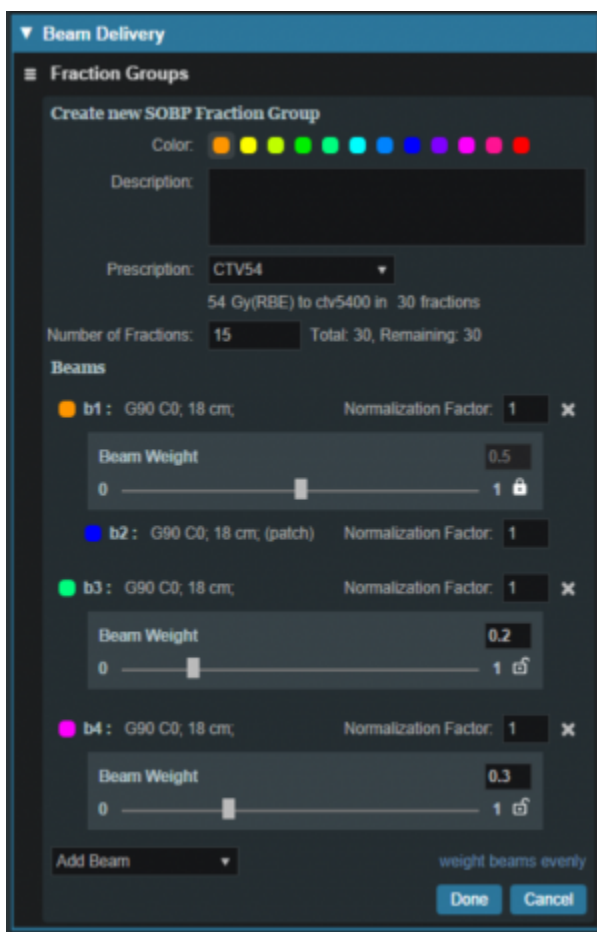 Beam Delivery
Fraction Groups
Create new SOBP Fraction Group
Color:
Description:
Prescription: CTV54
54 Gy(RBE) to ctv5400 in 30 fractions
Number of Fractions: 15 Total: 30, Remaining: 30
Beams
b1 : G90 C0; 18 cm; Normalization Factor: 1
Beam Weight 0.5
0 1
b2 : G90 C0; 18 cm; (patch) Normalization Factor: 1
b3 : G90 C0; 18 cm; Normalization Factor: 1
Beam Weight 0.2
0 1
b4 : G90 C0; 18 cm; Normalization Factor: 1
Beam Weight 0.3
0 1
Add Beam weight beams evenly
Done Cancel